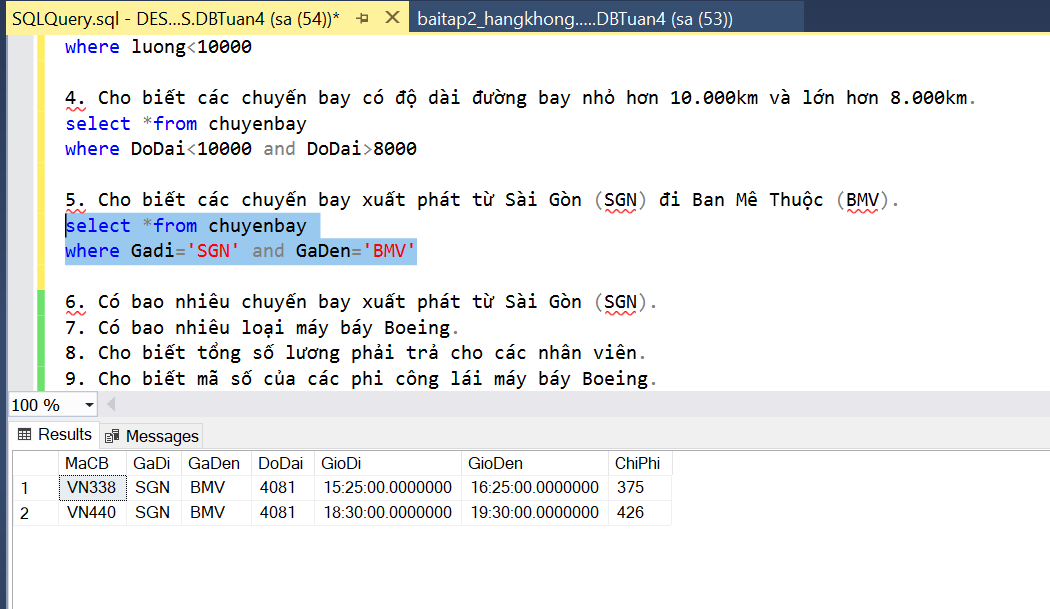 SQLQuery.sql - DES...S.DBTuan4 (sa (54))* baitap2_hangkhong.....DBTuan4 (sa (53))
where luong<10000
4. Cho biết các chuyến bay có độ dài đường bay nhỏ hơn 10.000km và lớn hơn 8.000km.
select *from chuyenbay
where DoDai<10000 and DoDai>8000
5. Cho biết các chuyến bay xuất phát từ Sài Gòn (SGN) đi Ban Mê Thuộc (BMV).
select *from chuyenbay
where Gadi='SGN' and GaDen='BMV'
6. Có bao nhiêu chuyến bay xuất phát từ Sài Gòn (SGN).
7. Có bao nhiêu loại máy báy Boeing.
8. Cho biết tổng số lương phải trả cho các nhân viên.
9. Cho biết mã số của các phi công lái máy báy Boeing.
100 %
Results Messages
MaCB GaDi GaDen DoDai GioDi GioDen ChiPhi
1 VN338 SGN BMV 4081 15:25:00.0000000 16:25:00.0000000 375
2 VN440 SGN BMV 4081 18:30:00.0000000 19:30:00.0000000 426